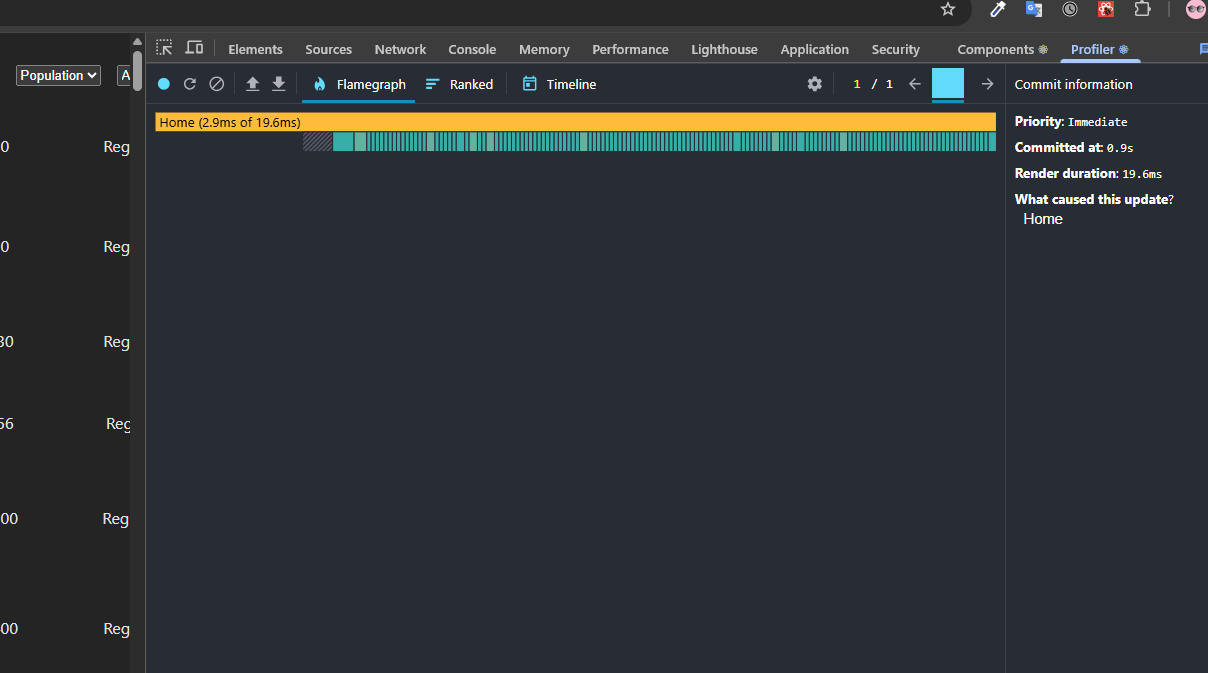 Elements Sources Network Console Memory Performance Lighthouse Application Security Components Profiler
Population A
Flamegraph Ranked Timeline 1 / 1 Commit information
Home (2.9ms of 19.6ms)
Priority: Immediate
Committed at: 0.9s
Render duration: 19.6ms
What caused this update?
Home
0 Reg
0 Reg
30 Reg
56 Reg
00 Reg
00 Reg